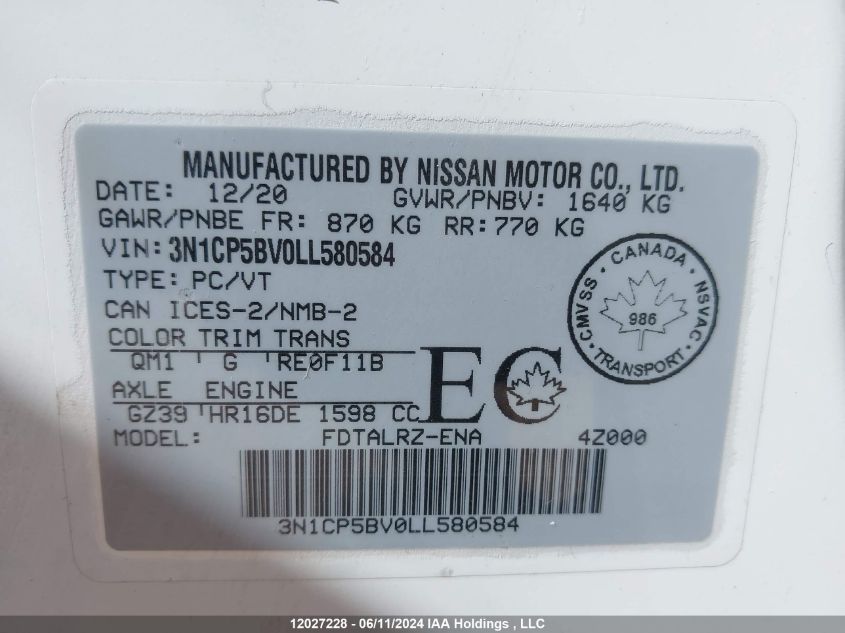 MANUFACTURED BY NISSAN MOTOR CO., LTD.
DATE: 12/20 GVWR/PNBV: 1640 KG
GAWR/PNBE FR: 870 KG RR: 770 KG
VIN: 3N1CP5BV0LL580584
TYPE: PC/VT
CAN ICES-2/NMB-2
COLOR TRIM TRANS
QM1 ' G 'RE0F11B
AXLE ENGINE
GZ39 'HR16DE 1598 CC
EC
CANADA
CMVSS • 986 • NSVAC
TRANSPORT
MODEL: FDTALRZ-ENA 4Z000
3N1CP5BV0LL580584
12027228 - 06/11/2024 IAA Holdings , LLC